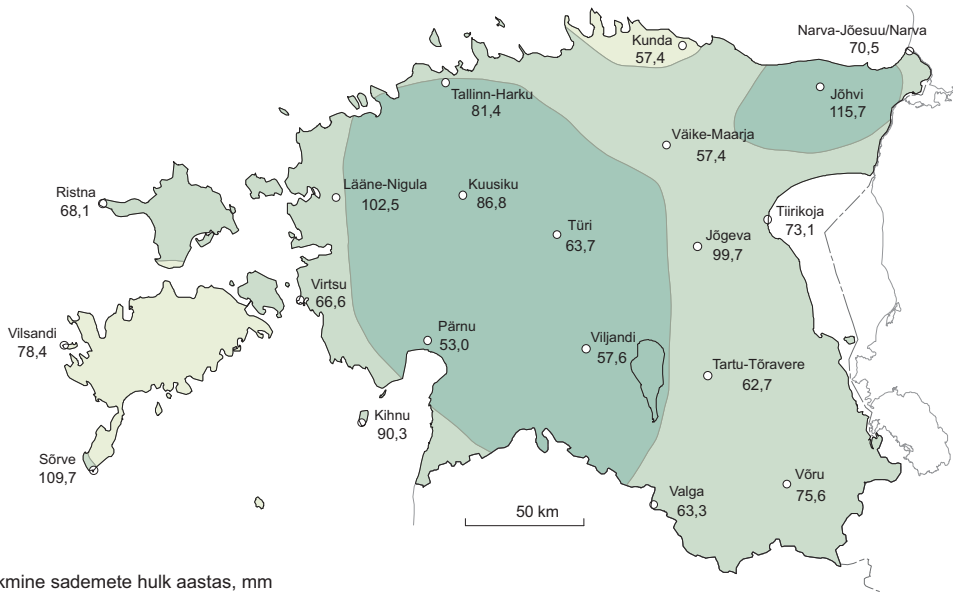 Kunda
57,4
Narva-Jõesuu/Narva
70,5
Tallinn-Harku
81,4
Jõhvi
115,7
Väike-Maarja
57,4
Ristna
68,1
Lääne-Nigula
102,5
Kuusiku
86,8
Türi
63,7
Tiirikoja
73,1
Jõgeva
99,7
Virtsu
66,6
Vilsandi
78,4
Pärnu
53,0
Viljandi
57,6
Tartu-Tõravere
62,7
Kihnu
90,3
Sõrve
109,7
Valga
63,3
Võru
75,6
50 km
sademete hulk aastas, mm